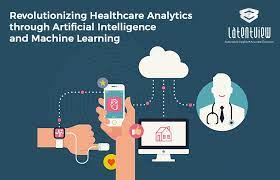 Revolutionizing Healthcare Analytics
through Artificial Intelligence
and Machine Learning
LatentView